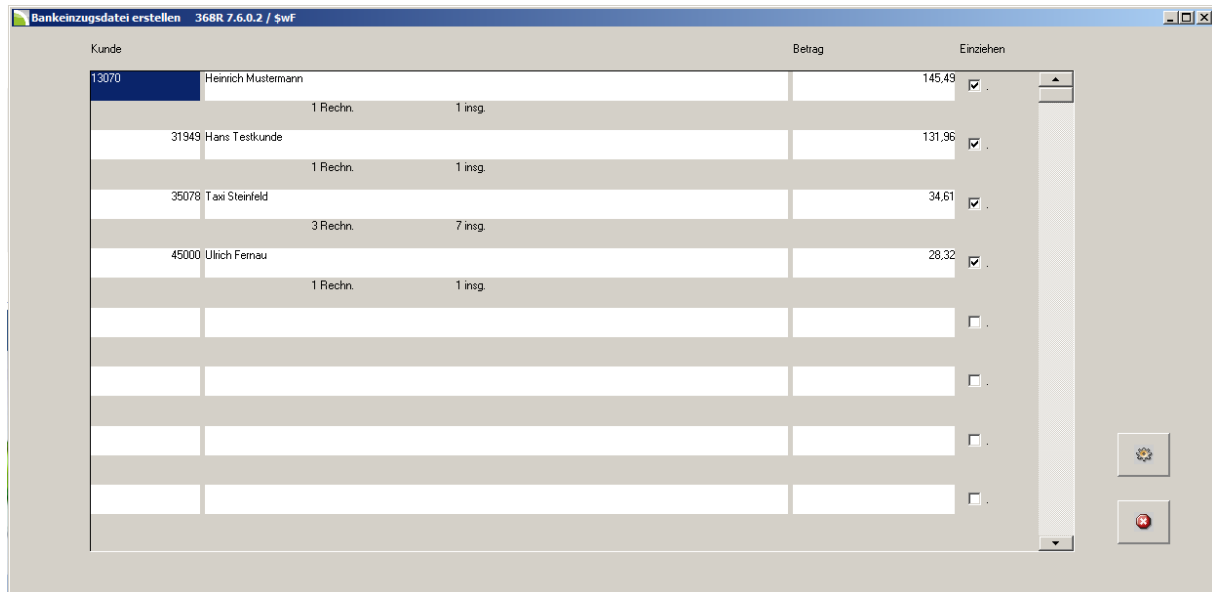 Bankeinzugsdatei erstellen 368R 7.6.0.2 / $wF
Kunde Betrag Einziehen
13070 Heinrich Mustermann 145,49 .
1 Rechn. 1 insg.
31949 Hans Testkunde 131,96 .
1 Rechn. 1 insg.
35078 Taxi Steinfeld 34,61 .
3 Rechn. 7 insg.
45000 Ulrich Fernau 28,32 .
1 Rechn. 1 insg.
.
.
.
.